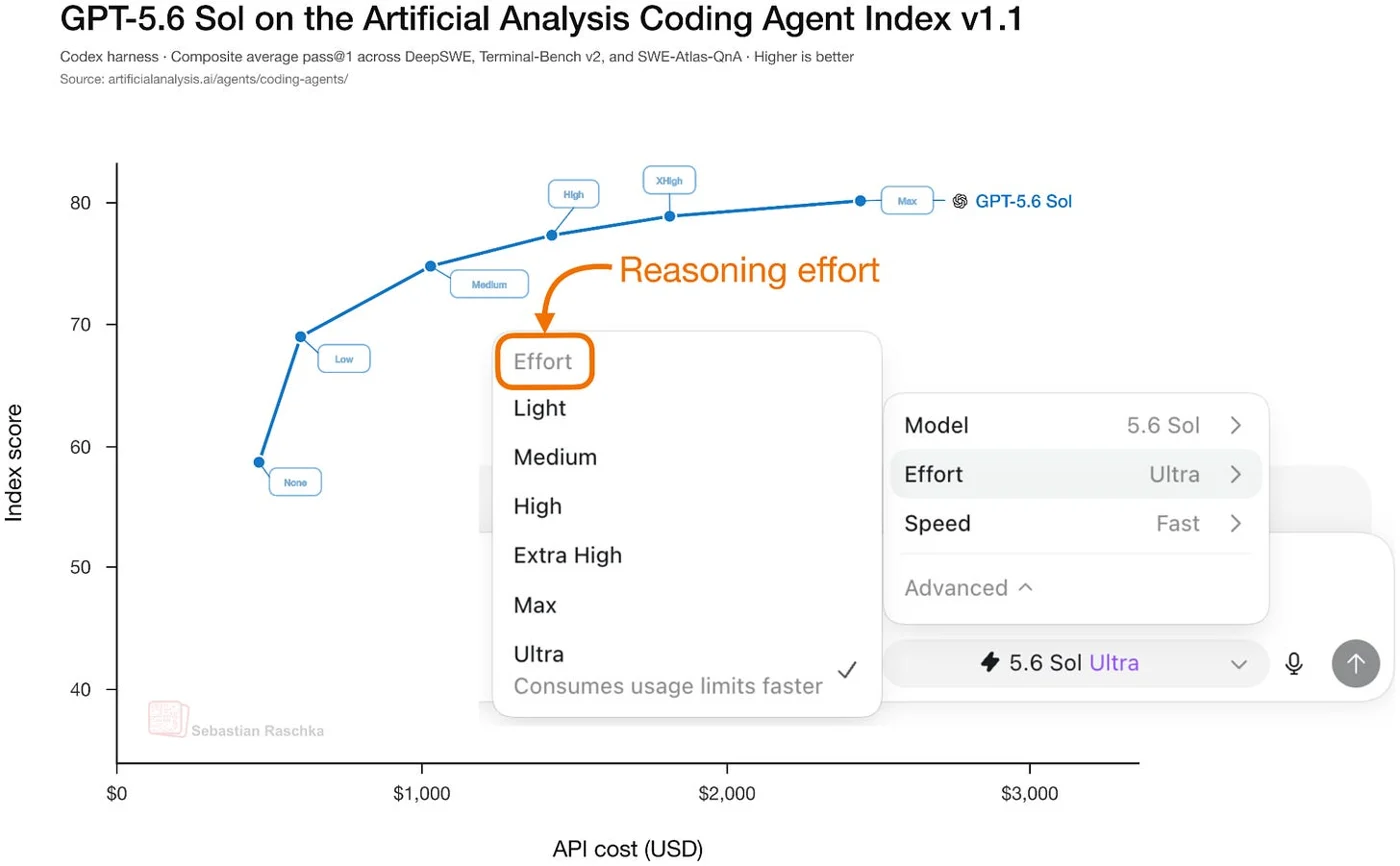 GPT-5.6 Sol on the Artificial Analysis Coding Agent Index v1.1
Codex harness · Composite average pass@1 across DeepSWE, Terminal-Bench v2, and SWE-Atlas-QnA · Higher is better
Source: artificialanalysis.ai/agents/coding-agents/
Index score
80
70
60
50
40
None
Low
Medium
High
XHigh
Max
GPT-5.6 Sol
Reasoning effort
Effort
Light
Medium
High
Extra High
Max
Ultra
Consumes usage limits faster
Model 5.6 Sol
Effort Ultra
Speed Fast
Advanced
5.6 Sol Ultra
Sebastian Raschka
$0
$1,000
$2,000
$3,000
API cost (USD)